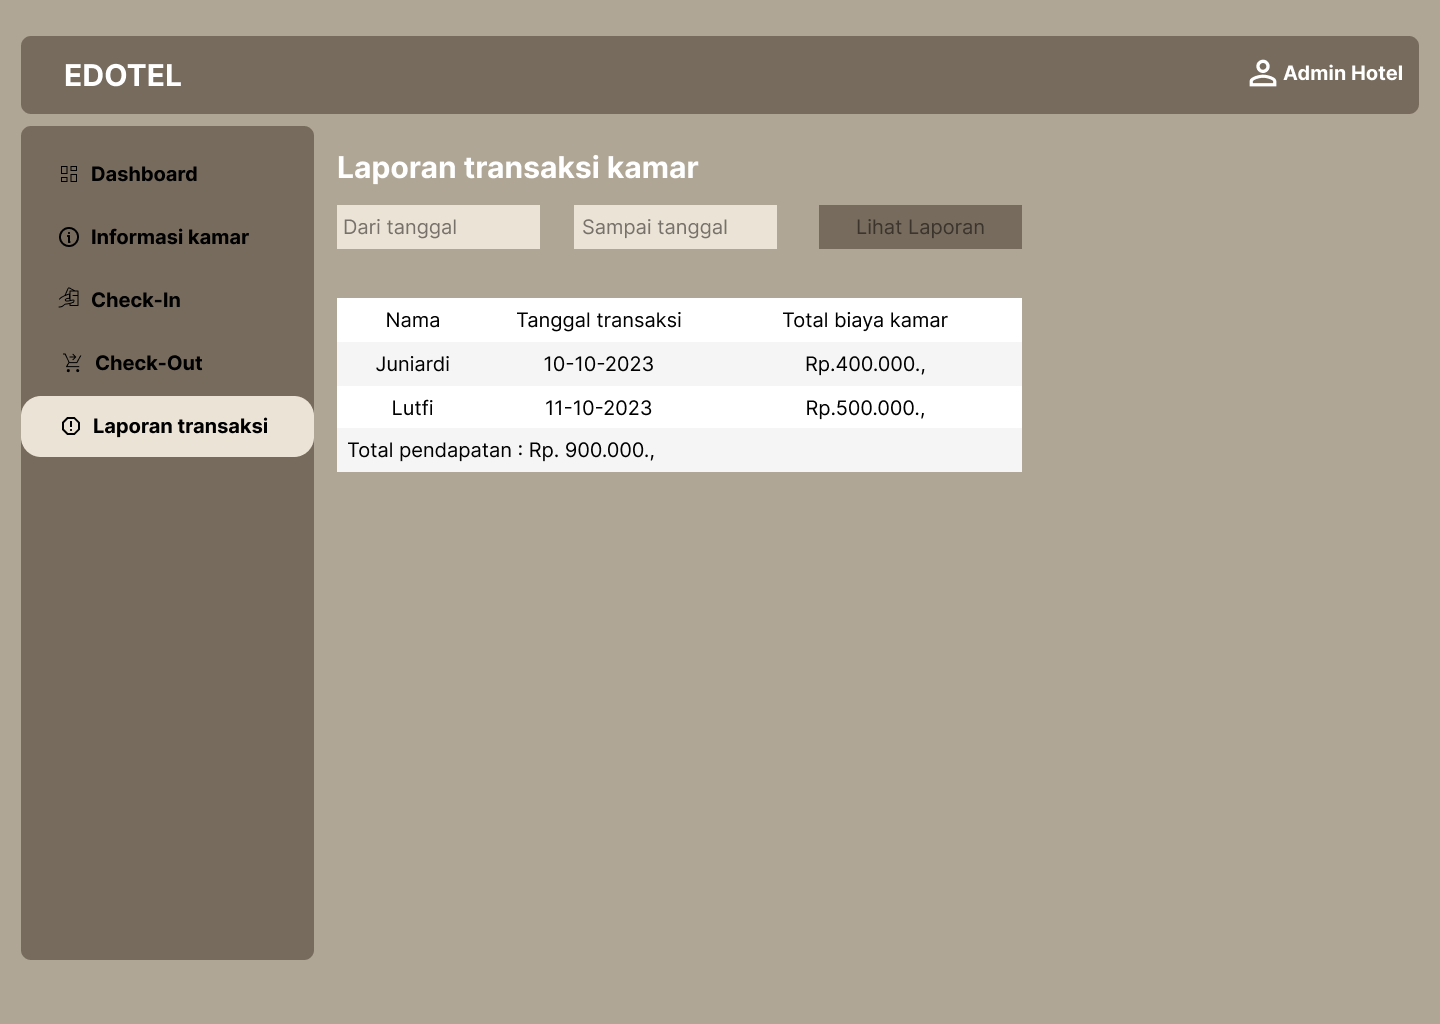 EDOTEL
Admin Hotel
Dashboard
Informasi kamar
Check-In
Check-Out
Laporan transaksi
Laporan transaksi kamar
Dari tanggal
Sampai tanggal
Lihat Laporan
Nama Tanggal transaksi Total biaya kamar
Juniardi 10-10-2023 Rp.400.000.,
Lutfi 11-10-2023 Rp.500.000.,
Total pendapatan : Rp. 900.000.,